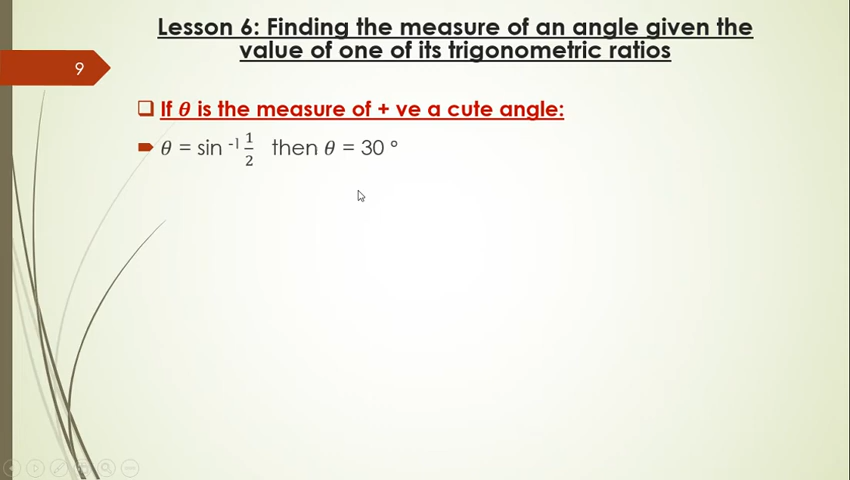 Lesson 6: Finding the measure of an angle given the
value of one of its trigonometric ratios
9
If 𝜃 is the measure of + ve a cute angle:
𝜃 = sin ⁻¹ 1/2 then 𝜃 = 30 °